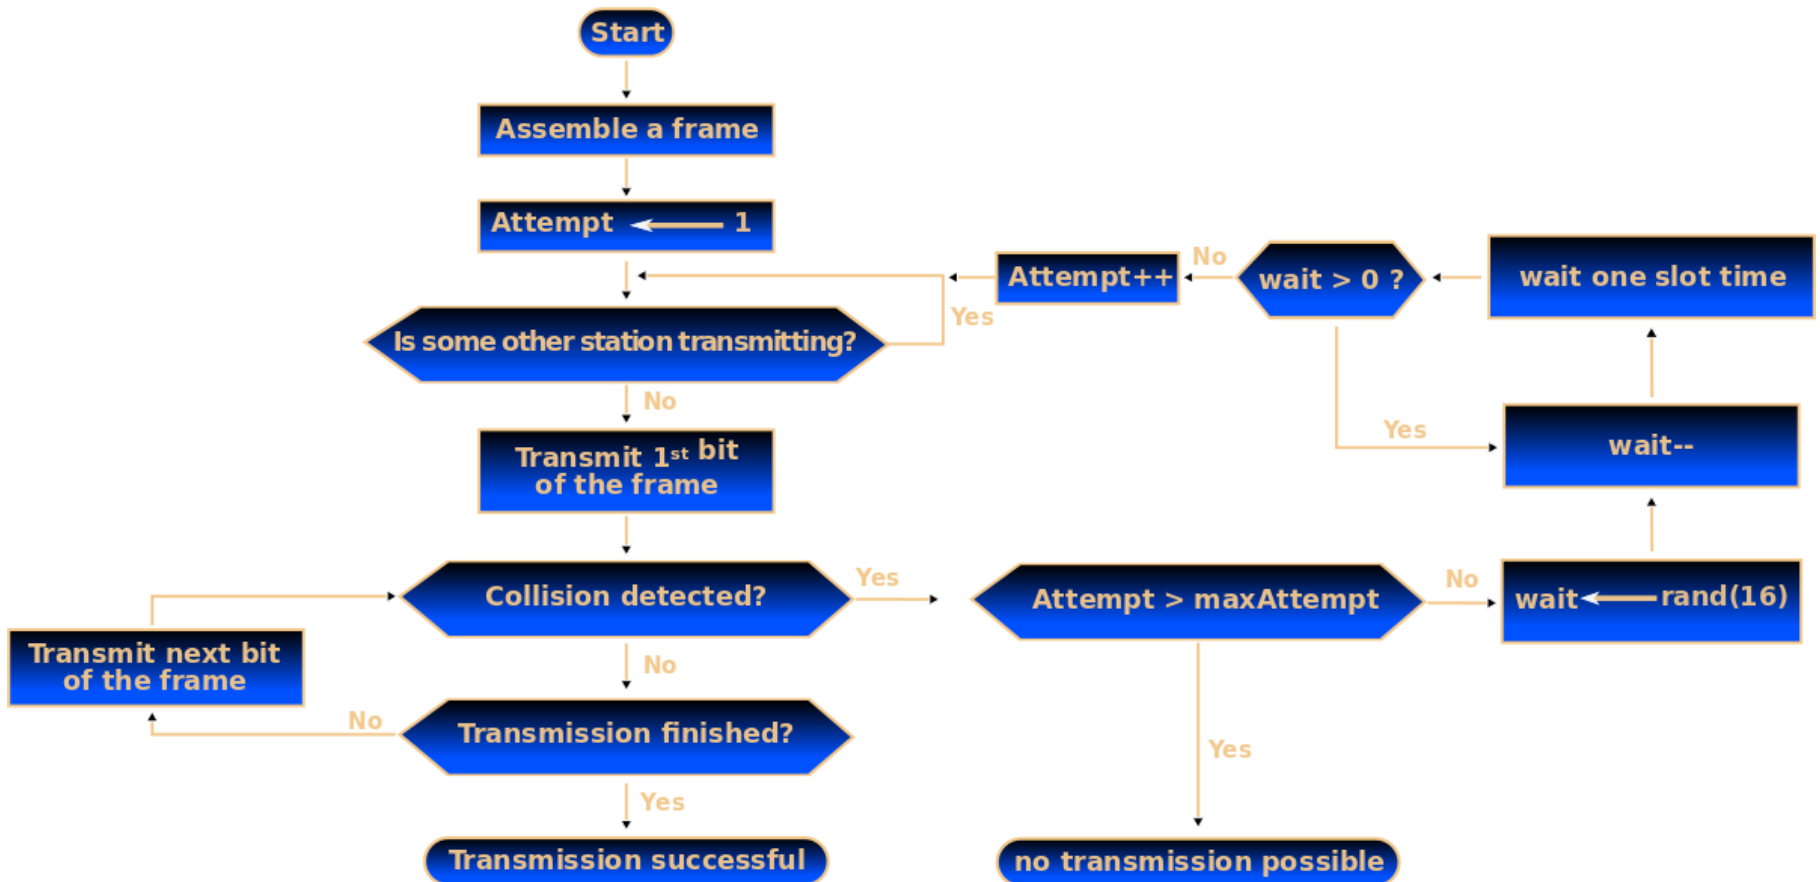 Start
Assemble a frame
Attempt 1
Is some other station transmitting?
Yes
No
Transmit 1st bit
of the frame
Collision detected?
Yes
No
Transmit next bit
of the frame
No
Transmission finished?
Yes
Transmission successful
Attempt > maxAttempt
No
Yes
no transmission possible
wait rand(16)
wait--
wait one slot time
wait > 0 ?
Yes
No
Attempt++